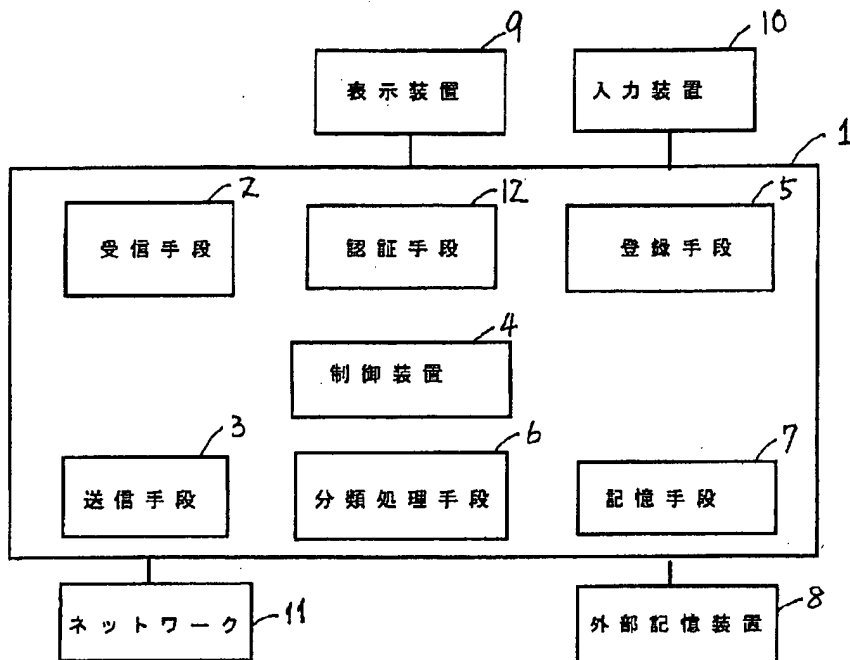 9
10
表示装置
入力装置
1
2
12
5
受信手段
認証手段
登録手段
4
制御装置
3
6
7
送信手段
分類処理手段
記憶手段
ネットワーク
11
外部記憶装置
8